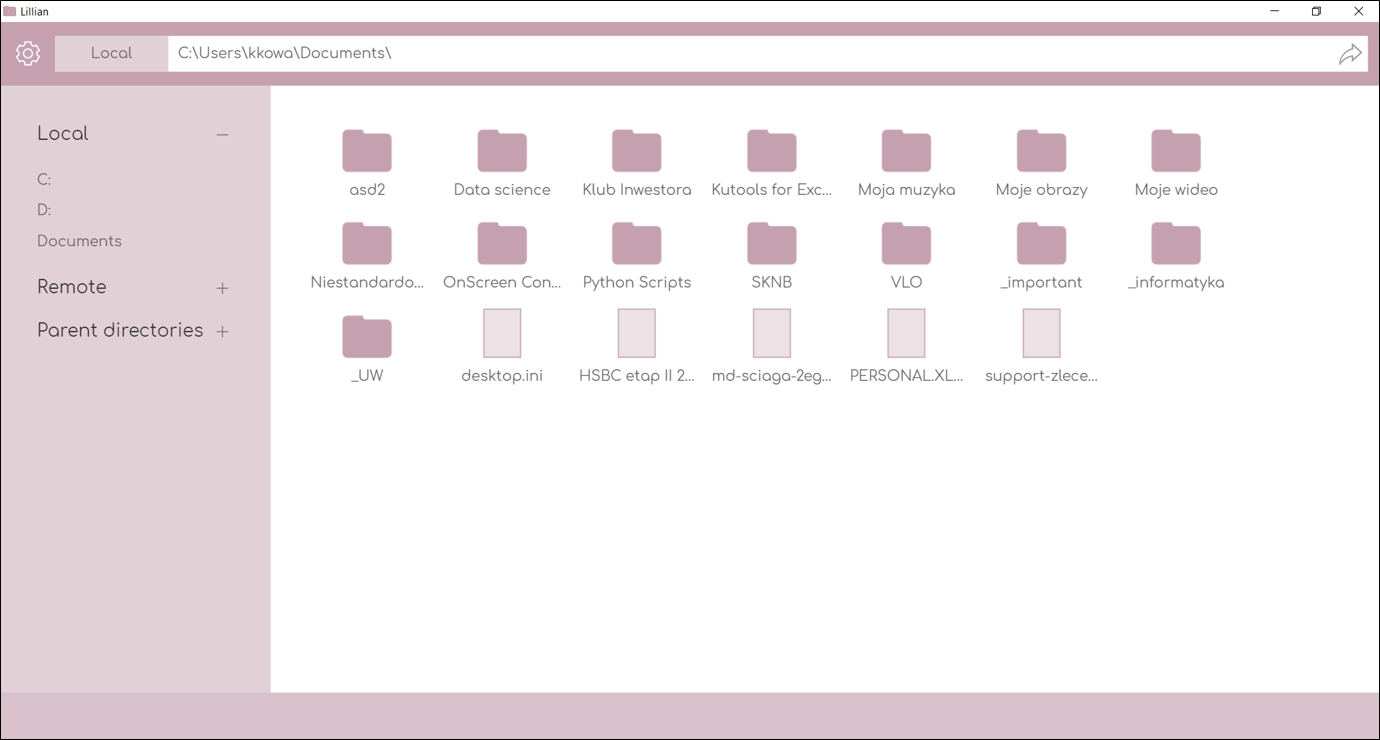 Lillian
Local
C:\Users\kkowa\Documents\
Local
C:
D:
Documents
Remote
Parent directories
asd2
Data science
Klub Inwestora
Kutools for Exc...
Moja muzyka
Moje obrazy
Moje wideo
Niestandardo...
OnScreen Con...
Python Scripts
SKNB
VLO
_important
_informatyka
_UW
desktop.ini
HSBC etap II 2...
md-sciaga-2eg...
PERSONAL.XL...
support-zlece...